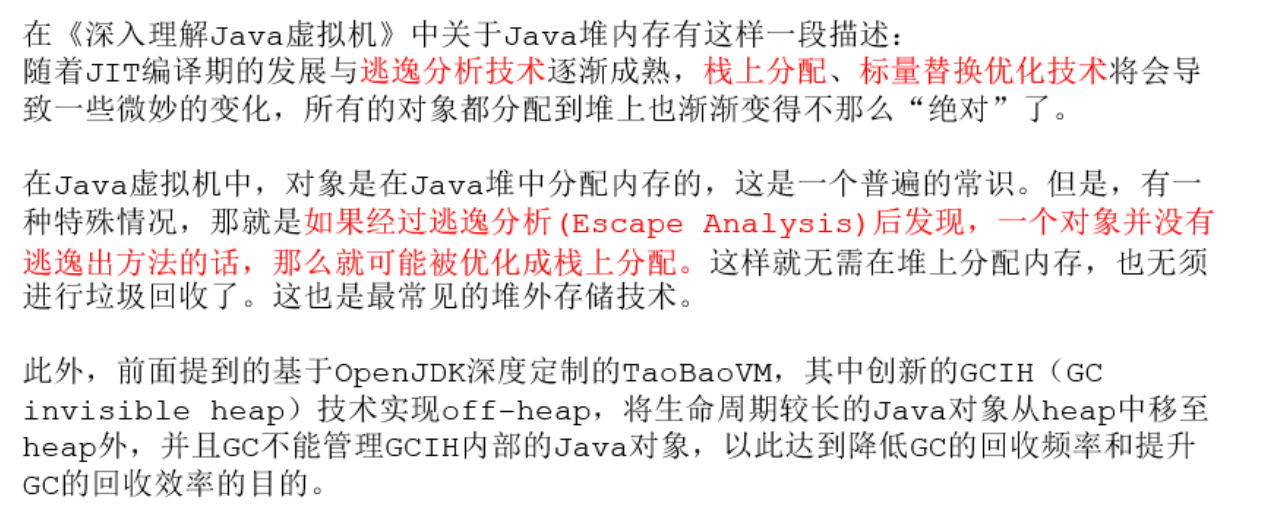 在《深入理解Java虚拟机》中关于Java堆内存有这样一段描述：
随着JIT编译期的发展与逃逸分析技术逐渐成熟，栈上分配、标量替换优化技术将会导
致一些微妙的变化，所有的对象都分配到堆上也渐渐变得不那么“绝对”了。
在Java虚拟机中，对象是在Java堆中分配内存的，这是一个普遍的常识。但是，有一
种特殊情况，那就是如果经过逃逸分析(Escape Analysis)后发现，一个对象并没有
逃逸出方法的话，那么就可能被优化成栈上分配。这样就无需在堆上分配内存，也无须
进行垃圾回收了。这也是最常见的堆外存储技术。
此外，前面提到的基于OpenJDK深度定制的TaoBaoVM，其中创新的GCIH（GC
invisible heap）技术实现off-heap，将生命周期较长的Java对象从heap中移至
heap外，并且GC不能管理GCIH内部的Java对象，以此达到降低GC的回收频率和提升
GC的回收效率的目的。